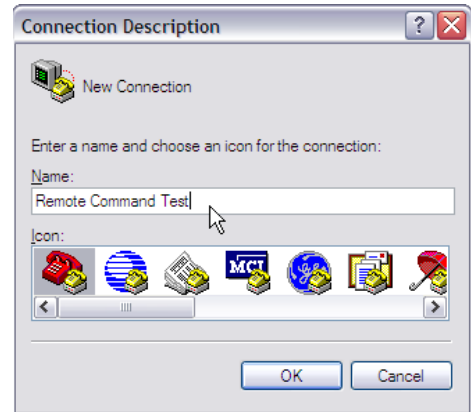 Connection Description
New Connection
Enter a name and choose an icon for the connection:
Name:
Remote Command Test
Icon:
MCI
OK Cancel